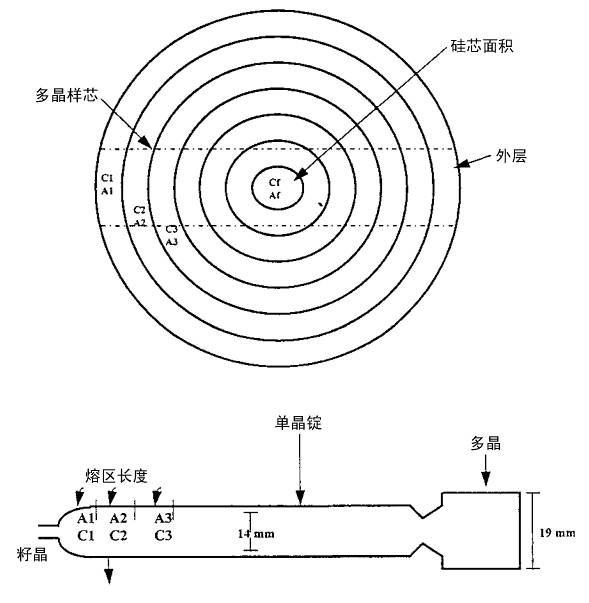 硅芯面积
多晶样芯
外层
C1
A1
Cf
Af
C2
A2
C3
A3
单晶锭
多晶
熔区长度
A1 A2 A3
C1 C2 C3
14 mm
19 mm
籽晶